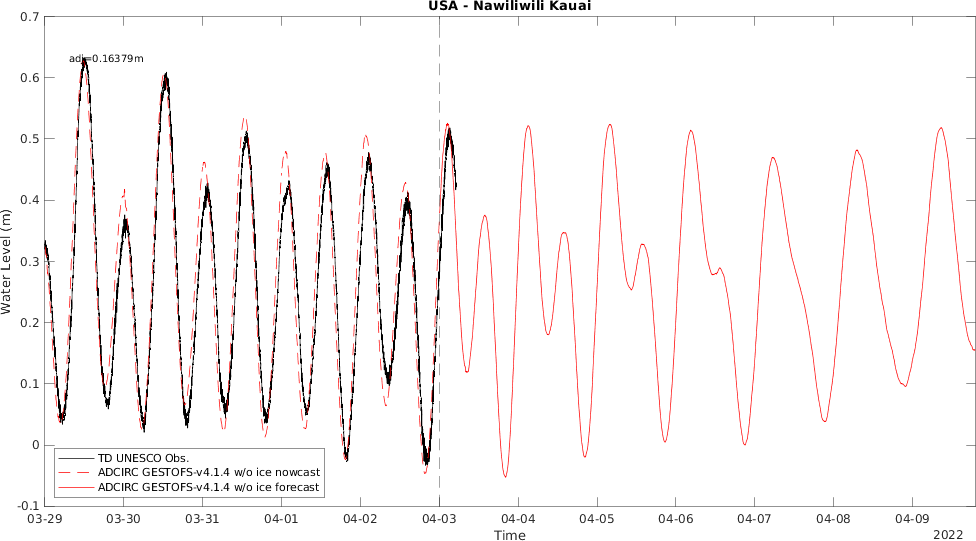 USA - Nawiliwili Kauai
0.7
adj=0.16379m
0.6
0.5
0.4
0.3
0.2
0.1
0
-0.1
Water Level (m)
TD UNESCO Obs.
ADCIRC GESTOFS-v4.1.4 w/o ice nowcast
ADCIRC GESTOFS-v4.1.4 w/o ice forecast
03-29 03-30 03-31 04-01 04-02 04-03 04-04 04-05 04-06 04-07 04-08 04-09
Time
2022